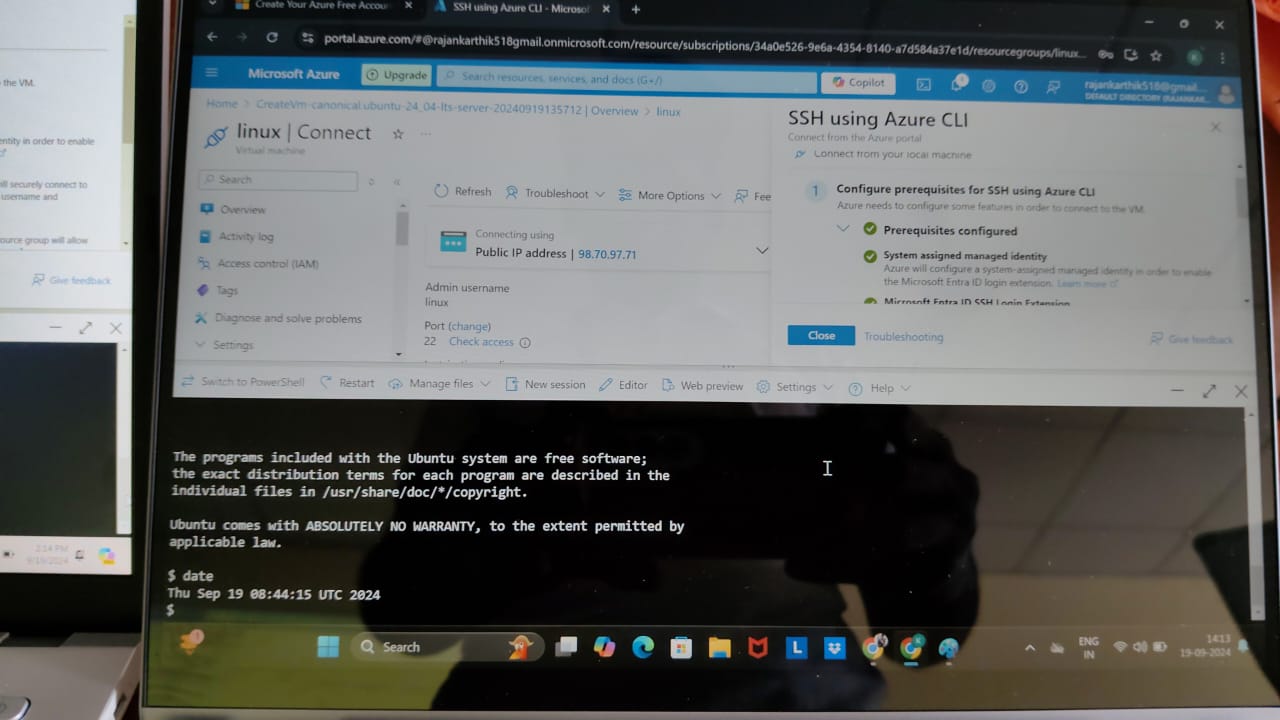 the VM.
entity in order to enable
ill securely connect to
username and
ource group will allow
Give feedback
2:14 PM
9/19/2024
Create Your Azure Free Accou
SSH using Azure CLI - Microsof
portal.azure.com/#@rajankarthik518gmail.onmicrosoft.com/resource/subscriptions/34a0e526-9e6a-4354-8140-a7d584a37e1d/resourcegroups/linux...
Microsoft Azure
Upgrade
Search resources, services, and docs (G+/)
Copilot
1
rajankarthik518@gmail....
DEFAULT DIRECTORY (RAJANKAR...
Home > CreateVm-canonical.ubuntu-24_04-lts-server-20240919135712 | Overview > linux
linux | Connect
Virtual machine
Search
Overview
Activity log
Access control (IAM)
Tags
Diagnose and solve problems
Settings
Refresh
Troubleshoot
More Options
Fee
Connecting using
Public IP address | 98.70.97.71
Admin username
linux
Port (change)
22 Check access
SSH using Azure CLI
Connect from the Azure portal
Connect from your local machine
1
Configure prerequisites for SSH using Azure CLI
Azure needs to configure some features in order to connect to the VM.
Prerequisites configured
System assigned managed identity
Azure will configure a system-assigned managed identity in order to enable
the Microsoft Entra ID login extension. Learn more
Microsoft Entra ID SSH Login Extension
Close
Troubleshooting
Give feedback
Switch to PowerShell
Restart
Manage files
New session
Editor
Web preview
Settings
Help
The programs included with the Ubuntu system are free software;
the exact distribution terms for each program are described in the
individual files in /usr/share/doc/*/copyright.
Ubuntu comes with ABSOLUTELY NO WARRANTY, to the extent permitted by
applicable law.
$ date
Thu Sep 19 08:44:15 UTC 2024
$
1
Search
L
ENG
IN
14:13
19-09-2024